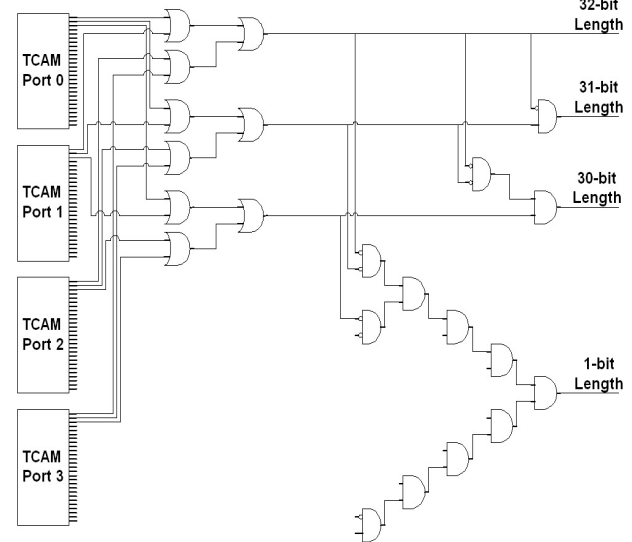 32-bit
Length
TCAM
Port 0
31-bit
Length
TCAM
Port 1
30-bit
Length
TCAM
Port 2
1-bit
Length
TCAM
Port 3